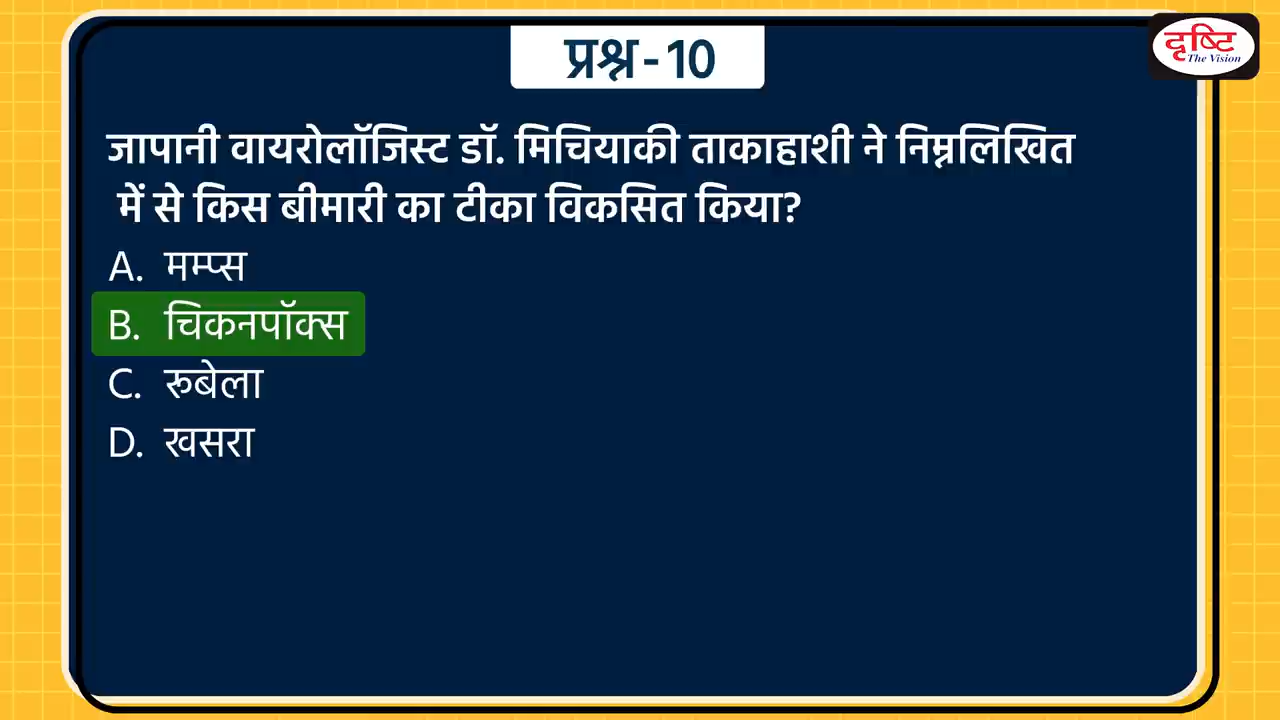 प्रश्न-10
दृष्टि
The Vision
जापानी वायरोलॉजिस्ट डॉ. मिचियाकी ताकाहाशी ने निम्नलिखित
में से किस बीमारी का टीका विकसित किया?
A. मम्प्स
B. चिकनपॉक्स
C. रूबेला
D. खसरा